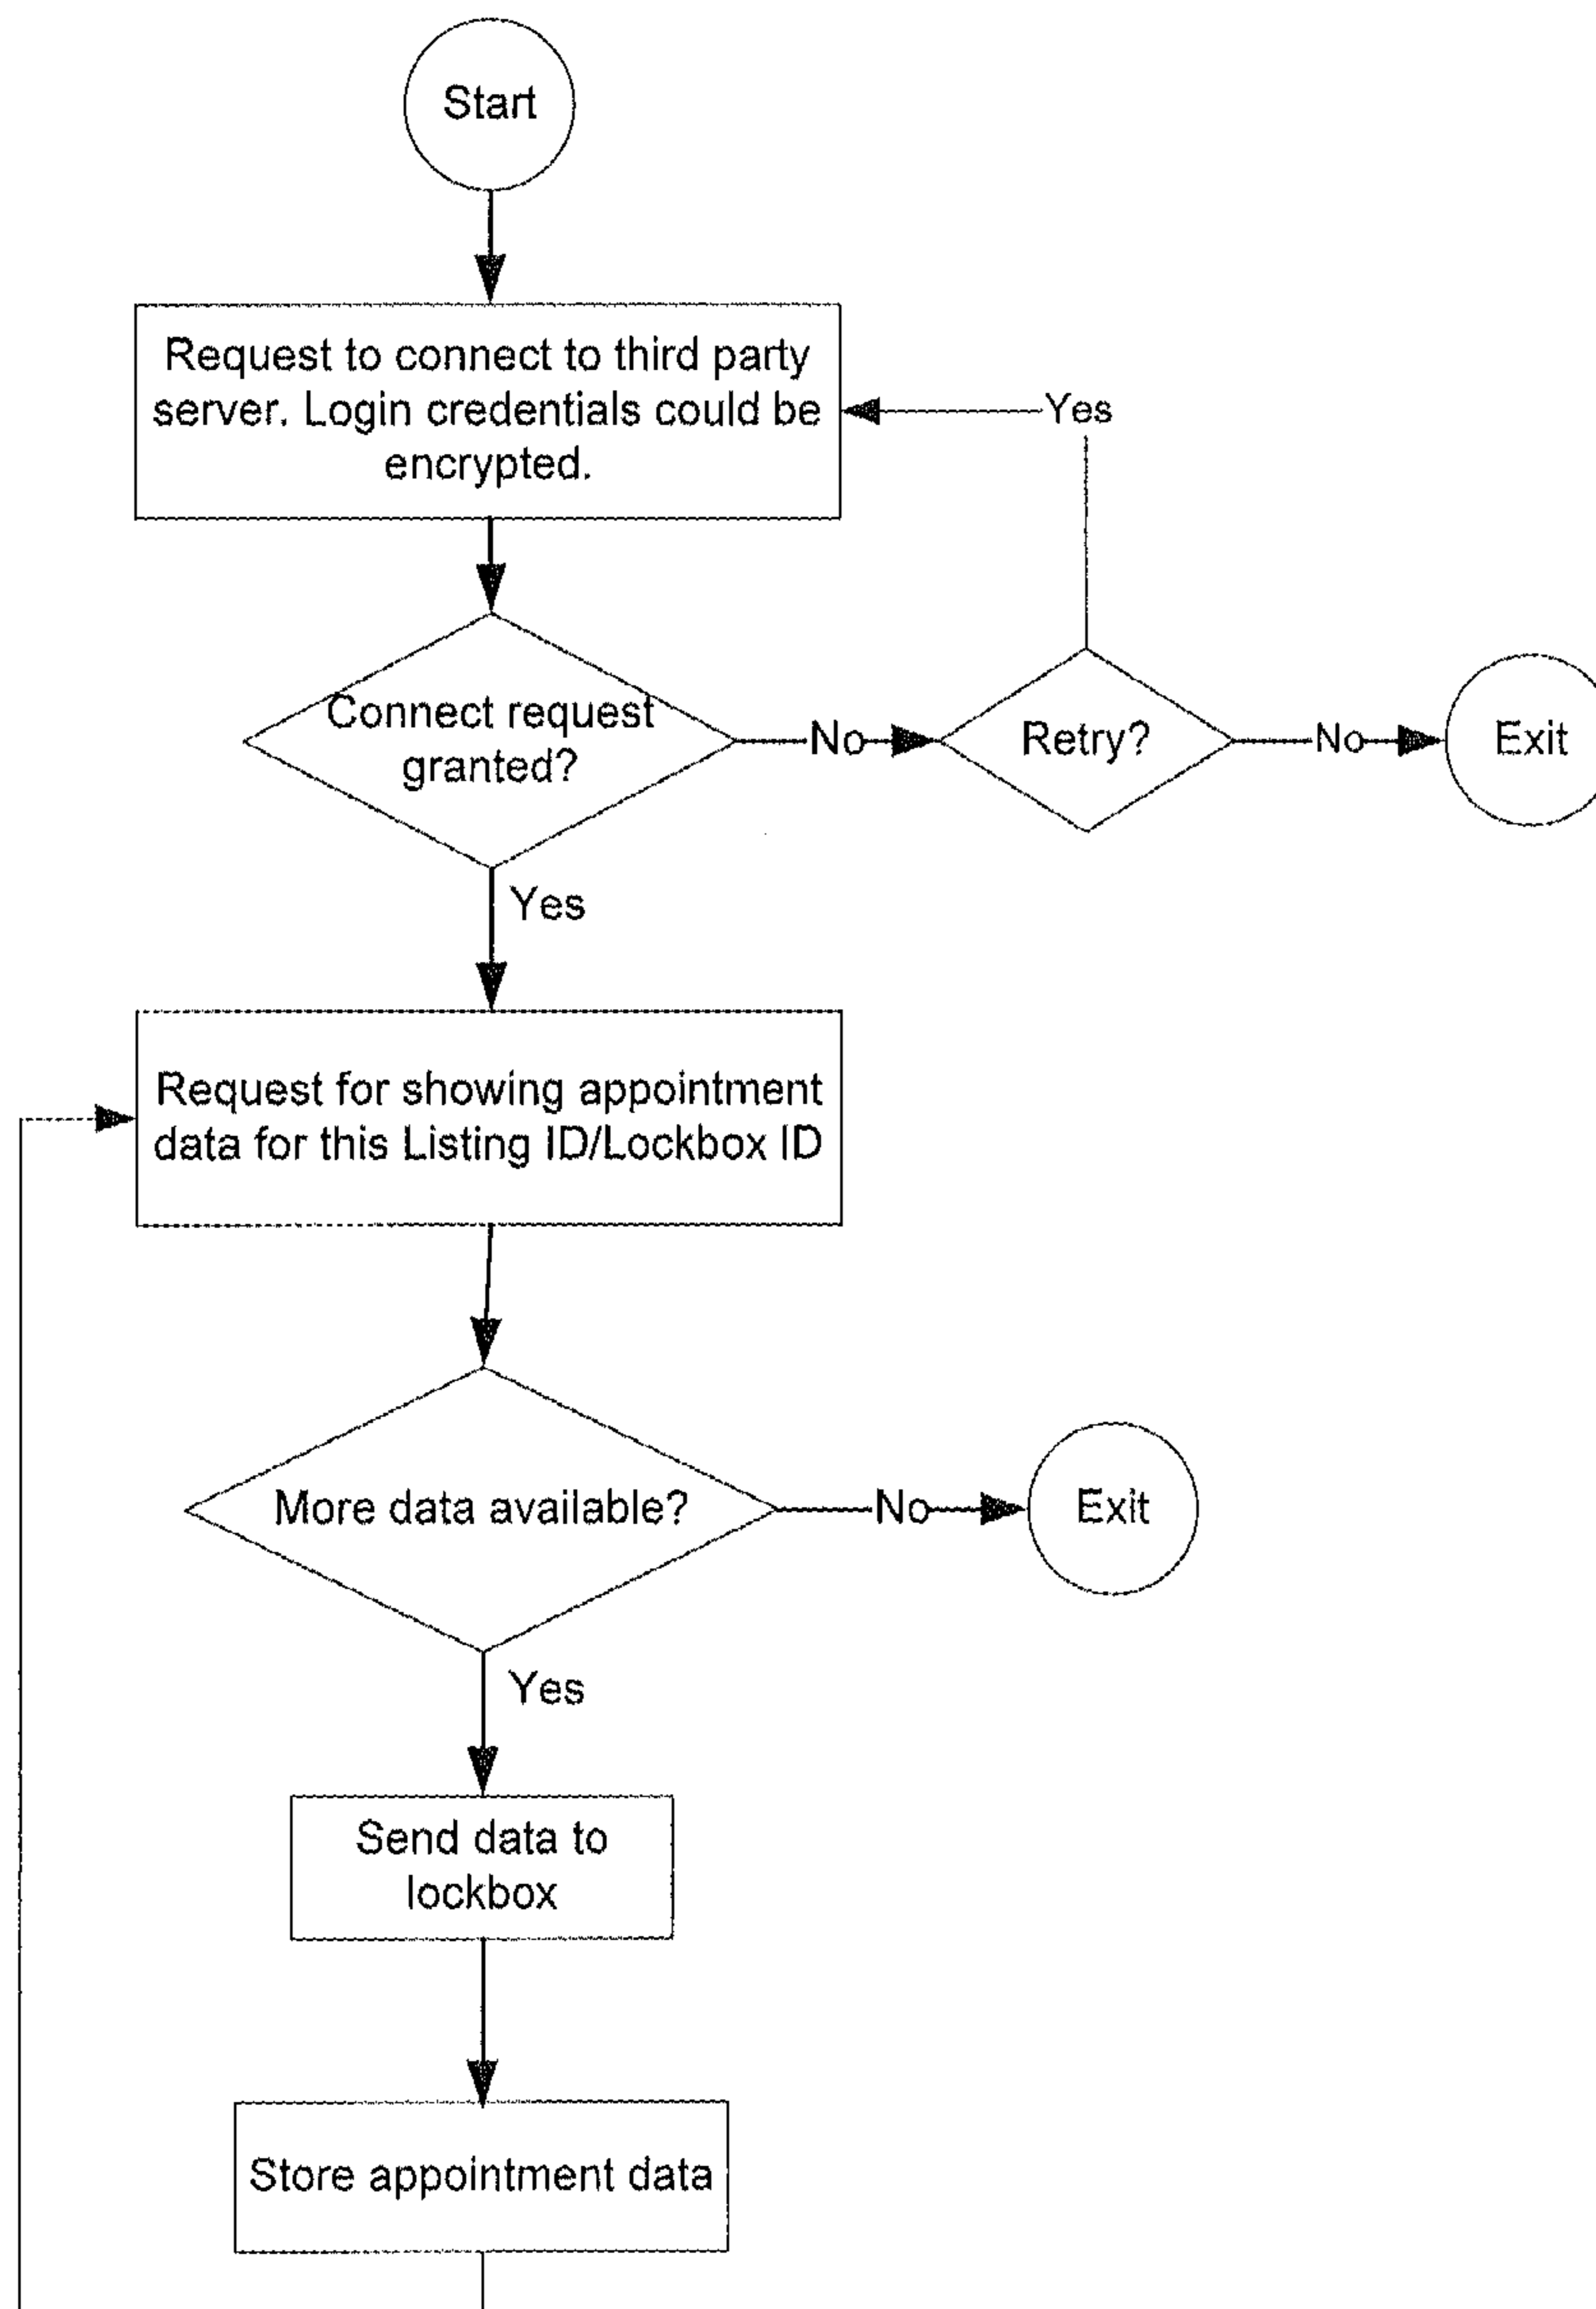 Start
Request to connect to third party
server. Login credentials could be
encrypted.
Yes
Connect request
granted?
No
Retry?
No
Exit
Yes
Request for showing appointment
data for this Listing ID/Lockbox ID
More data available?
No
Exit
Yes
Send data to
lockbox
Store appointment data